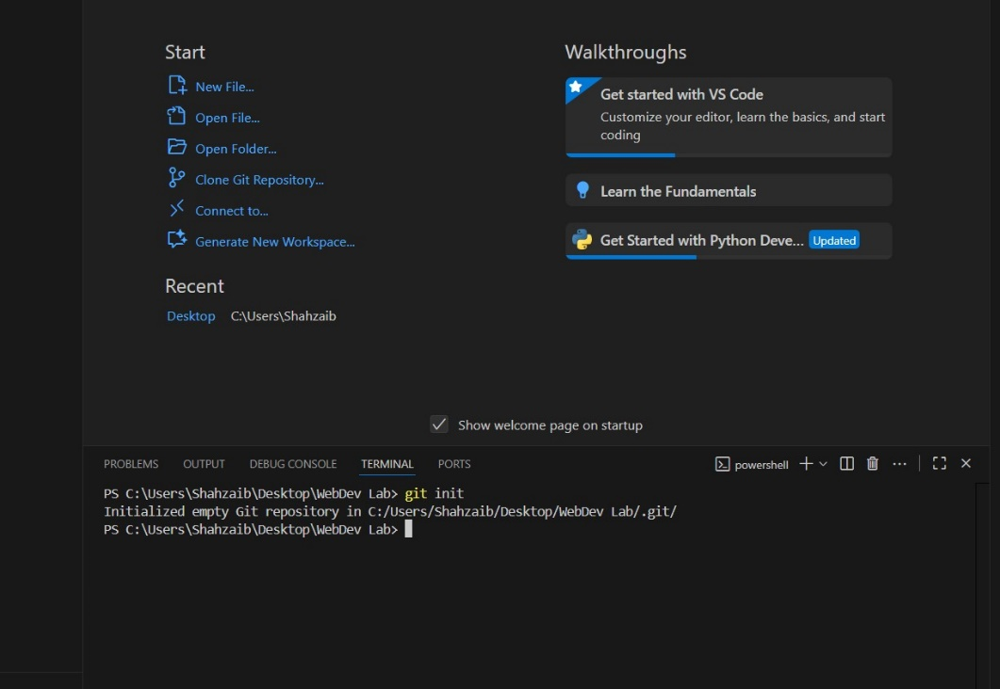 Start
New File...
Open File...
Open Folder...
Clone Git Repository...
Connect to...
Generate New Workspace...
Recent
Desktop C:\Users\Shahzaib
Walkthroughs
Get started with VS Code
Customize your editor, learn the basics, and start
coding
Learn the Fundamentals
Get Started with Python Deve... Updated
Show welcome page on startup
PROBLEMS OUTPUT DEBUG CONSOLE TERMINAL PORTS powershell
PS C:\Users\Shahzaib\Desktop\WebDev Lab> git init
Initialized empty Git repository in C:/Users/Shahzaib/Desktop/WebDev Lab/.git/
PS C:\Users\Shahzaib\Desktop\WebDev Lab>